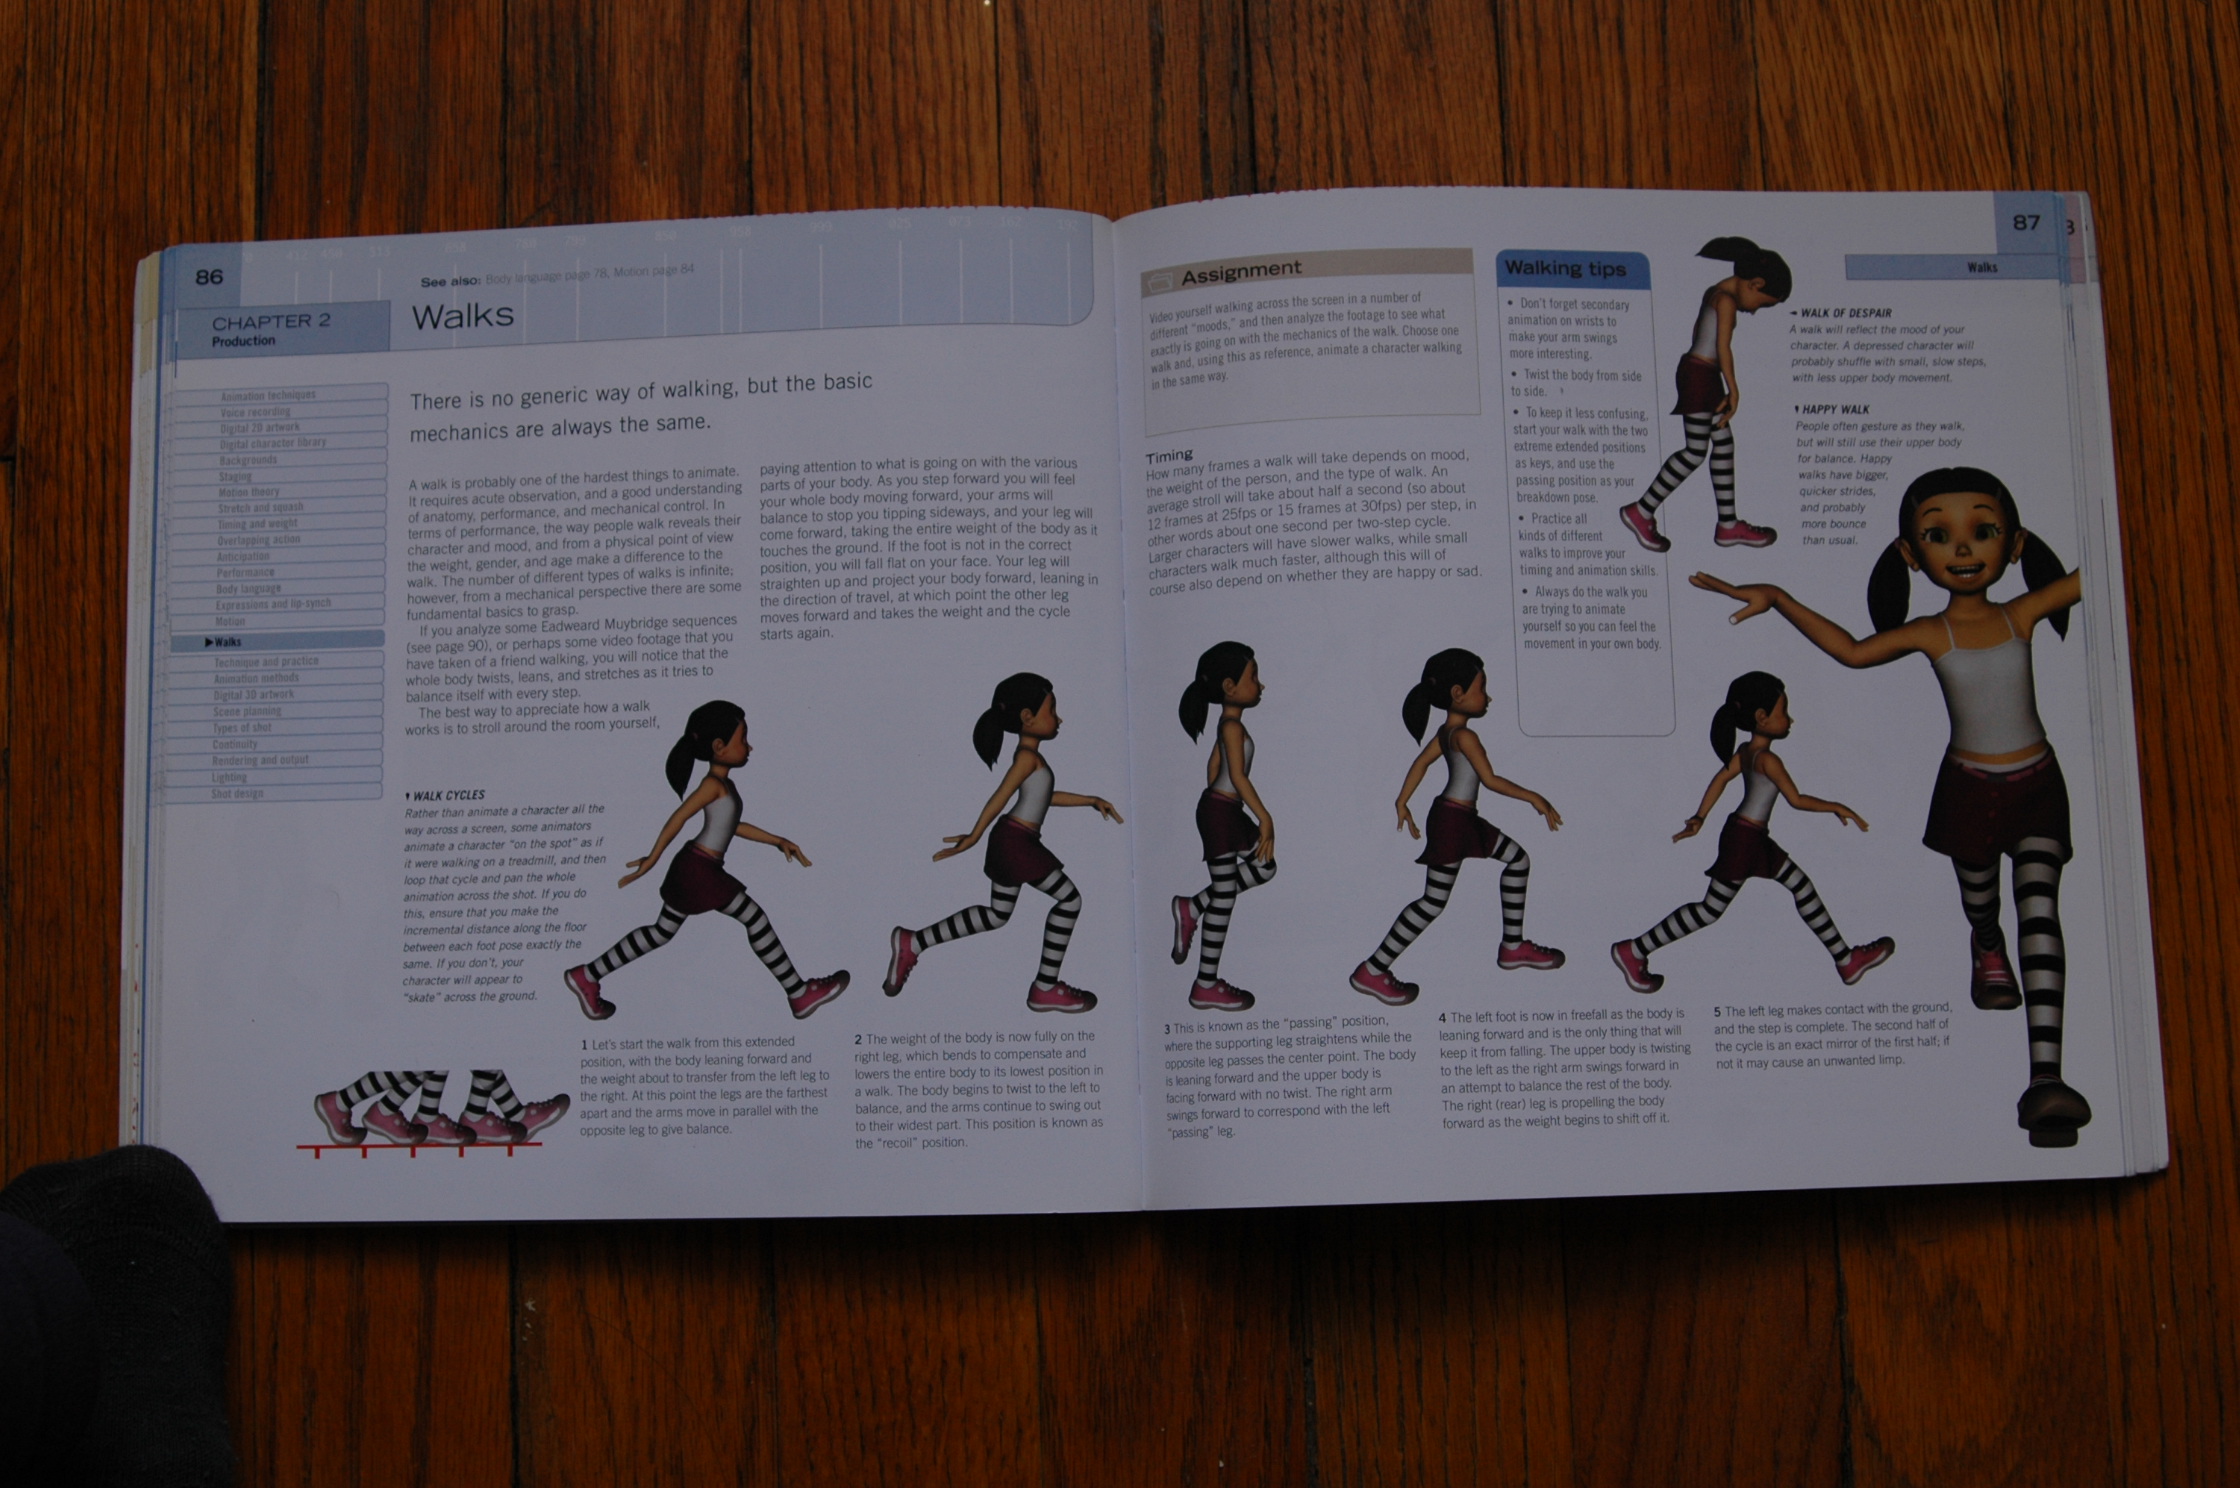 86
CHAPTER 2
Production
See also: Body language page 78, Motion page 84
Walks
Animation techniques
Voice recording
Digital 2D artwork
Digital character library
Backgrounds
Staging
Motion theory
Stretch and squash
Timing and weight
Overlapping action
Anticipation
Performance
Body language
Expressions and lip-synch
Motion
▶Walks
Technique and practice
Animation methods
Digital 3D artwork
Scene planning
Types of shot
Continuity
Rendering and output
Lighting
Shot design
There is no generic way of walking, but the basic
mechanics are always the same.
A walk is probably one of the hardest things to animate.
It requires acute observation, and a good understanding
of anatomy, performance, and mechanical control. In
terms of performance, the way people walk reveals their
character and mood, and from a physical point of view
the weight, gender, and age make a difference to the
walk. The number of different types of walks is infinite;
however, from a mechanical perspective there are some
fundamental basics to grasp.
If you analyze some Eadweard Muybridge sequences
(see page 90), or perhaps some video footage that you
have taken of a friend walking, you will notice that the
whole body twists, leans, and stretches as it tries to
balance itself with every step.
The best way to appreciate how a walk
works is to stroll around the room yourself,
paying attention to what is going on with the various
parts of your body. As you step forward you will feel
your whole body moving forward, your arms will
balance to stop you tipping sideways, and your leg will
come forward, taking the entire weight of the body as it
touches the ground. If the foot is not in the correct
position, you will fall flat on your face. Your leg will
straighten up and project your body forward, leaning in
the direction of travel, at which point the other leg
moves forward and takes the weight and the cycle
starts again.
▼ WALK CYCLES
Rather than animate a character all the
way across a screen, some animators
animate a character "on the spot" as if
it were walking on a treadmill, and then
loop that cycle and pan the whole
animation across the shot. If you do
this, ensure that you make the
incremental distance along the floor
between each foot pose exactly the
same. If you don't, your
character will appear to
"skate" across the ground.
1 Let's start the walk from this extended
position, with the body leaning forward and
the weight about to transfer from the left leg to
the right. At this point the legs are the farthest
apart and the arms move in parallel with the
opposite leg to give balance.
2 The weight of the body is now fully on the
right leg, which bends to compensate and
lowers the entire body to its lowest position in
a walk. The body begins to twist to the left to
balance, and the arms continue to swing out
to their widest part. This position is known as
the "recoil" position.
87
Walks
Assignment
Video yourself walking across the screen in a number of
different "moods," and then analyze the footage to see what
exactly is going on with the mechanics of the walk. Choose one
walk and, using this as reference, animate a character walking
in the same way.
Timing
How many frames a walk will take depends on mood,
the weight of the person, and the type of walk. An
average stroll will take about half a second (so about
12 frames at 25fps or 15 frames at 30fps) per step, in
other words about one second per two-step cycle.
Larger characters will have slower walks, while small
characters walk much faster, although this will of
course also depend on whether they are happy or sad.
Walking tips
• Don't forget secondary
animation on wrists to
make your arm swings
more interesting.
• Twist the body from side
to side.
• To keep it less confusing,
start your walk with the two
extreme extended positions
as keys, and use the
passing position as your
breakdown pose.
• Practice all
kinds of different
walks to improve your
timing and animation skills.
• Always do the walk you
are trying to animate
yourself so you can feel the
movement in your own body.
◄ WALK OF DESPAIR
A walk will reflect the mood of your
character. A depressed character will
probably shuffle with small, slow steps,
with less upper body movement.
▼ HAPPY WALK
People often gesture as they walk,
but will still use their upper body
for balance. Happy
walks have bigger,
quicker strides,
and probably
more bounce
than usual.
3 This is known as the "passing" position,
where the supporting leg straightens while the
opposite leg passes the center point. The body
is leaning forward and the upper body is
facing forward with no twist. The right arm
swings forward to correspond with the left
"passing" leg.
4 The left foot is now in freefall as the body is
leaning forward and is the only thing that will
keep it from falling. The upper body is twisting
to the left as the right arm swings forward in
an attempt to balance the rest of the body.
The right (rear) leg is propelling the body
forward as the weight begins to shift off it.
5 The left leg makes contact with the ground,
and the step is complete. The second half of
the cycle is an exact mirror of the first half; if
not it may cause an unwanted limp.